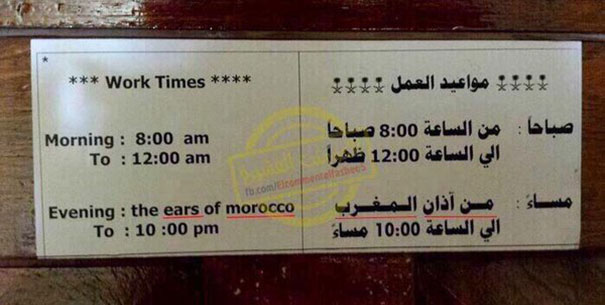 *
*** Work Times ****
Morning : 8:00 am
To : 12:00 am
Evening : the ears of morocco
To : 10 :00 pm
مواعيد العمل
صباحاً : من الساعة 8:00 صباحا
الي الساعة 12:00 ظهراً
مساءً : مـن آذان الـمـغـرب
الي الساعة 10:00 مساءً